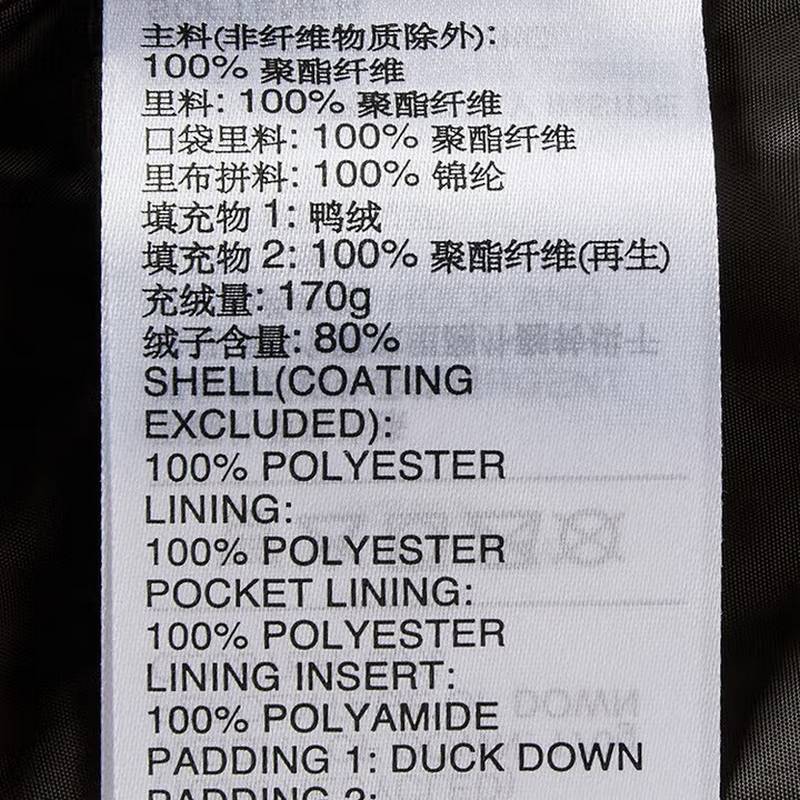 主料(非纤维物质除外):
100% 聚酯纤维
里料: 100% 聚酯纤维
口袋里料: 100% 聚酯纤维
里布拼料: 100% 锦纶
填充物 1: 鸭绒
填充物 2: 100% 聚酯纤维(再生)
充绒量: 170g
绒子含量: 80%
SHELL(COATING
EXCLUDED):
100% POLYESTER
LINING:
100% POLYESTER
POCKET LINING:
100% POLYESTER
LINING INSERT:
100% POLYAMIDE
PADDING 1: DUCK DOWN
PADDING 2: